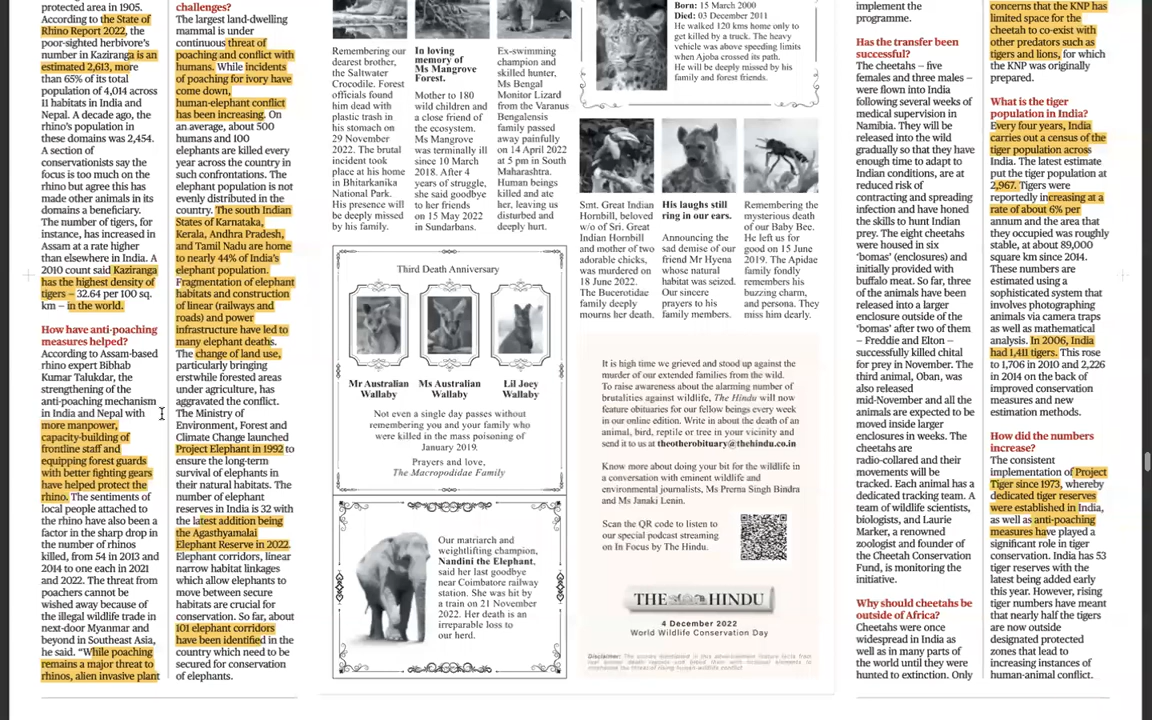 protected area in 1905.
According to the State of
Rhino Report 2022, the
poor-sighted herbivore's
number in Kaziranga is an
estimated 2,613, more
than 65% of its total
population of 4,014 across
11 habitats in India and
Nepal. A decade ago, the
rhino's population in
these domains was 2,454.
A section of
conservationists say the
focus is too much on the
rhino but agree this has
made other animals in its
domains a beneficiary.
The number of tigers, for
instance, has increased in
Assam at a rate higher
than elsewhere in India. A
2010 count said Kaziranga
has the highest density of
tigers – 32.64 per 100 sq.
km – in the world.
How have anti-poaching
measures helped?
According to Assam-based
rhino expert Bibhab
Kumar Talukdar, the
strengthening of the
anti-poaching mechanism
in India and Nepal with
more manpower,
capacity-building of
frontline staff and
equipping forest guards
with better fighting gears
have helped protect the
rhino. The sentiments of
local people attached to
the rhino have also been a
factor in the sharp drop in
the number of rhinos
killed, from 54 in 2013 and
2014 to one each in 2021
and 2022. The threat from
poachers cannot be
wished away because of
the illegal wildlife trade in
next-door Myanmar and
beyond in Southeast Asia,
he said. "While poaching
remains a major threat to
rhinos, alien invasive plant
challenges?
The largest land-dwelling
mammal is under
continuous threat of
poaching and conflict with
humans. While incidents
of poaching for ivory have
come down,
human-elephant conflict
has been increasing. On
an average, about 500
humans and 100
elephants are killed every
year across the country in
such confrontations. The
elephant population is not
evenly distributed in the
country. The south Indian
States of Karnataka,
Kerala, Andhra Pradesh,
and Tamil Nadu are home
to nearly 44% of India's
elephant population.
Fragmentation of elephant
habitats and construction
of linear (railways and
roads) and power
infrastructure have led to
many elephant deaths.
The change of land use,
particularly bringing
erstwhile forested areas
under agriculture, has
aggravated the conflict.
The Ministry of
Environment, Forest and
Climate Change launched
Project Elephant in 1992 to
ensure the long-term
survival of elephants in
their natural habitats. The
number of elephant
reserves in India is 32 with
the latest addition being
the Agasthyamalai
Elephant Reserve in 2022.
Elephant corridors, linear
narrow habitat linkages
which allow elephants to
move between secure
habitats are crucial for
conservation. So far, about
101 elephant corridors
have been identified in the
country which need to be
secured for conservation
of elephants.
Remembering our
dearest brother,
the Saltwater
Crocodile. Forest
officials found
him dead with
plastic trash in
his stomach on
29 November
2022. The brutal
incident took
place at his home
in Bhitarkanika
National Park.
His presence will
be deeply missed
by his family.
In loving
memory of
Ms Mangrove
Forest.
Mother to 180
wild children and
a close friend of
the ecosystem.
Ms Mangrove
was terminally ill
since 10 March
2018. After 4
years of struggle,
she said goodbye
to her friends
on 15 May 2022
in Sundarbans.
Ex-swimming
champion and
skilled hunter,
Ms Bengal
Monitor Lizard
from the Varanus
Bengalensis
family passed
away painfully
on 14 April 2022
at 5 pm in South
Maharastra.
Human beings
killed and ate
her, leaving us
disturbed and
deeply hurt.
Born: 15 March 2000
Died: 03 December 2011
He walked 120 kms home only to
get killed by a truck. The heavy
vehicle was above speeding limits
when Ajoba crossed its path.
He will be deeply missed by his
family and forest friends.
Smt. Great Indian
Hornbill, beloved
w/o of Sri. Great
Indian Hornbill
and mother of two
adorable chicks,
was murdered on
18 June 2022.
The Bucerotidae
family deeply
mourns her death.
His laughs still
ring in our ears.
Announcing the
sad demise of our
friend Mr Hyena
whose natural
habitat was seized.
Our sincere
prayers to his
family members.
Remembering the
mysterious death
of our Baby Bee.
He left us for
good on 15 June
2019. The Apidae
family fondly
remembers his
buzzing charm,
and persona. They
miss him dearly.
Third Death Anniversary
Mr Australian
Wallaby
Ms Australian
Wallaby
Lil Joey
Wallaby
Not even a single day passes without
remembering you and your family who
were killed in the mass poisoning of
January 2019.
Prayers and love,
The Macropodidae Family
Our matriarch and
weightlifting champion,
Nandini the Elephant,
said her last goodbye
near Coimbatore railway
station. She was hit by
a train on 21 November
2022. Her death is an
irreparable loss to
our herd.
It is high time we grieved and stood up against the
murder of our extended families from the wild.
To raise awareness about the alarming number of
brutalities against wildlife, The Hindu will now
feature obituaries for our fellow beings every week
in our online edition. Write in about the death of an
animal, bird, reptile or tree in your vicinity and
send it to us at theotherobituary@thehindu.co.in
Know more about doing your bit for the wildlife in
a conversation with eminent wildlife and
environmental journalists, Ms Prerna Singh Bindra
and Ms Janaki Lenin.
Scan the QR code to listen to
our special podcast streaming
on In Focus by The Hindu.
THE HINDU
4 December 2022
World Wildlife Conservation Day
implement the
programme.
Has the transfer been
successful?
The cheetahs – five
females and three males –
were flown into India
following several weeks of
medical supervision in
Namibia. They will be
released into the wild
gradually so that they have
enough time to adapt to
Indian conditions, are at
reduced risk of
contracting and spreading
infection and have honed
the skills to hunt Indian
prey. The eight cheetahs
were housed in six
'bomas' (enclosures) and
initially provided with
buffalo meat. So far, three
of the animals have been
released into a larger
enclosure outside of the
'bomas' after two of them
– Freddie and Elton –
successfully killed chital
for prey in November. The
third animal, Oban, was
also released
mid-November and all the
animals are expected to be
moved inside larger
enclosures in weeks. The
cheetahs are
radio-collared and their
movements will be
tracked. Each animal has a
dedicated tracking team. A
team of wildlife scientists,
biologists, and Laurie
Marker, a renowned
zoologist and founder of
the Cheetah Conservation
Fund, is monitoring the
initiative.
Why should cheetahs be
outside of Africa?
Cheetahs were once
widespread in India as
well as in many parts of
the world until they were
hunted to extinction. Only
concerns that the KNP has
limited space for the
cheetah to co-exist with
other predators such as
tigers and lions, for which
the KNP was originally
prepared.
What is the tiger
population in India?
Every four years, India
carries out a census of the
tiger population across
India. The latest estimate
put the tiger population at
2,967. Tigers were
reportedly increasing at a
rate of about 6% per
annum and the area that
they occupied was roughly
stable, at about 89,000
square km since 2014.
These numbers are
estimated using a
sophisticated system that
involves photographing
animals via camera traps
as well as mathematical
analysis. In 2006, India
had 1,411 tigers. This rose
to 1,706 in 2010 and 2,226
in 2014 on the back of
improved conservation
measures and new
estimation methods.
How did the numbers
increase?
The consistent
implementation of Project
Tiger since 1973, whereby
dedicated tiger reserves
were established in India,
as well as anti-poaching
measures have played a
significant role in tiger
conservation. India has 53
tiger reserves with the
latest being added early
this year. However, rising
tiger numbers have meant
that nearly half the tigers
are now outside
designated protected
zones that lead to
increasing instances of
human-animal conflict.